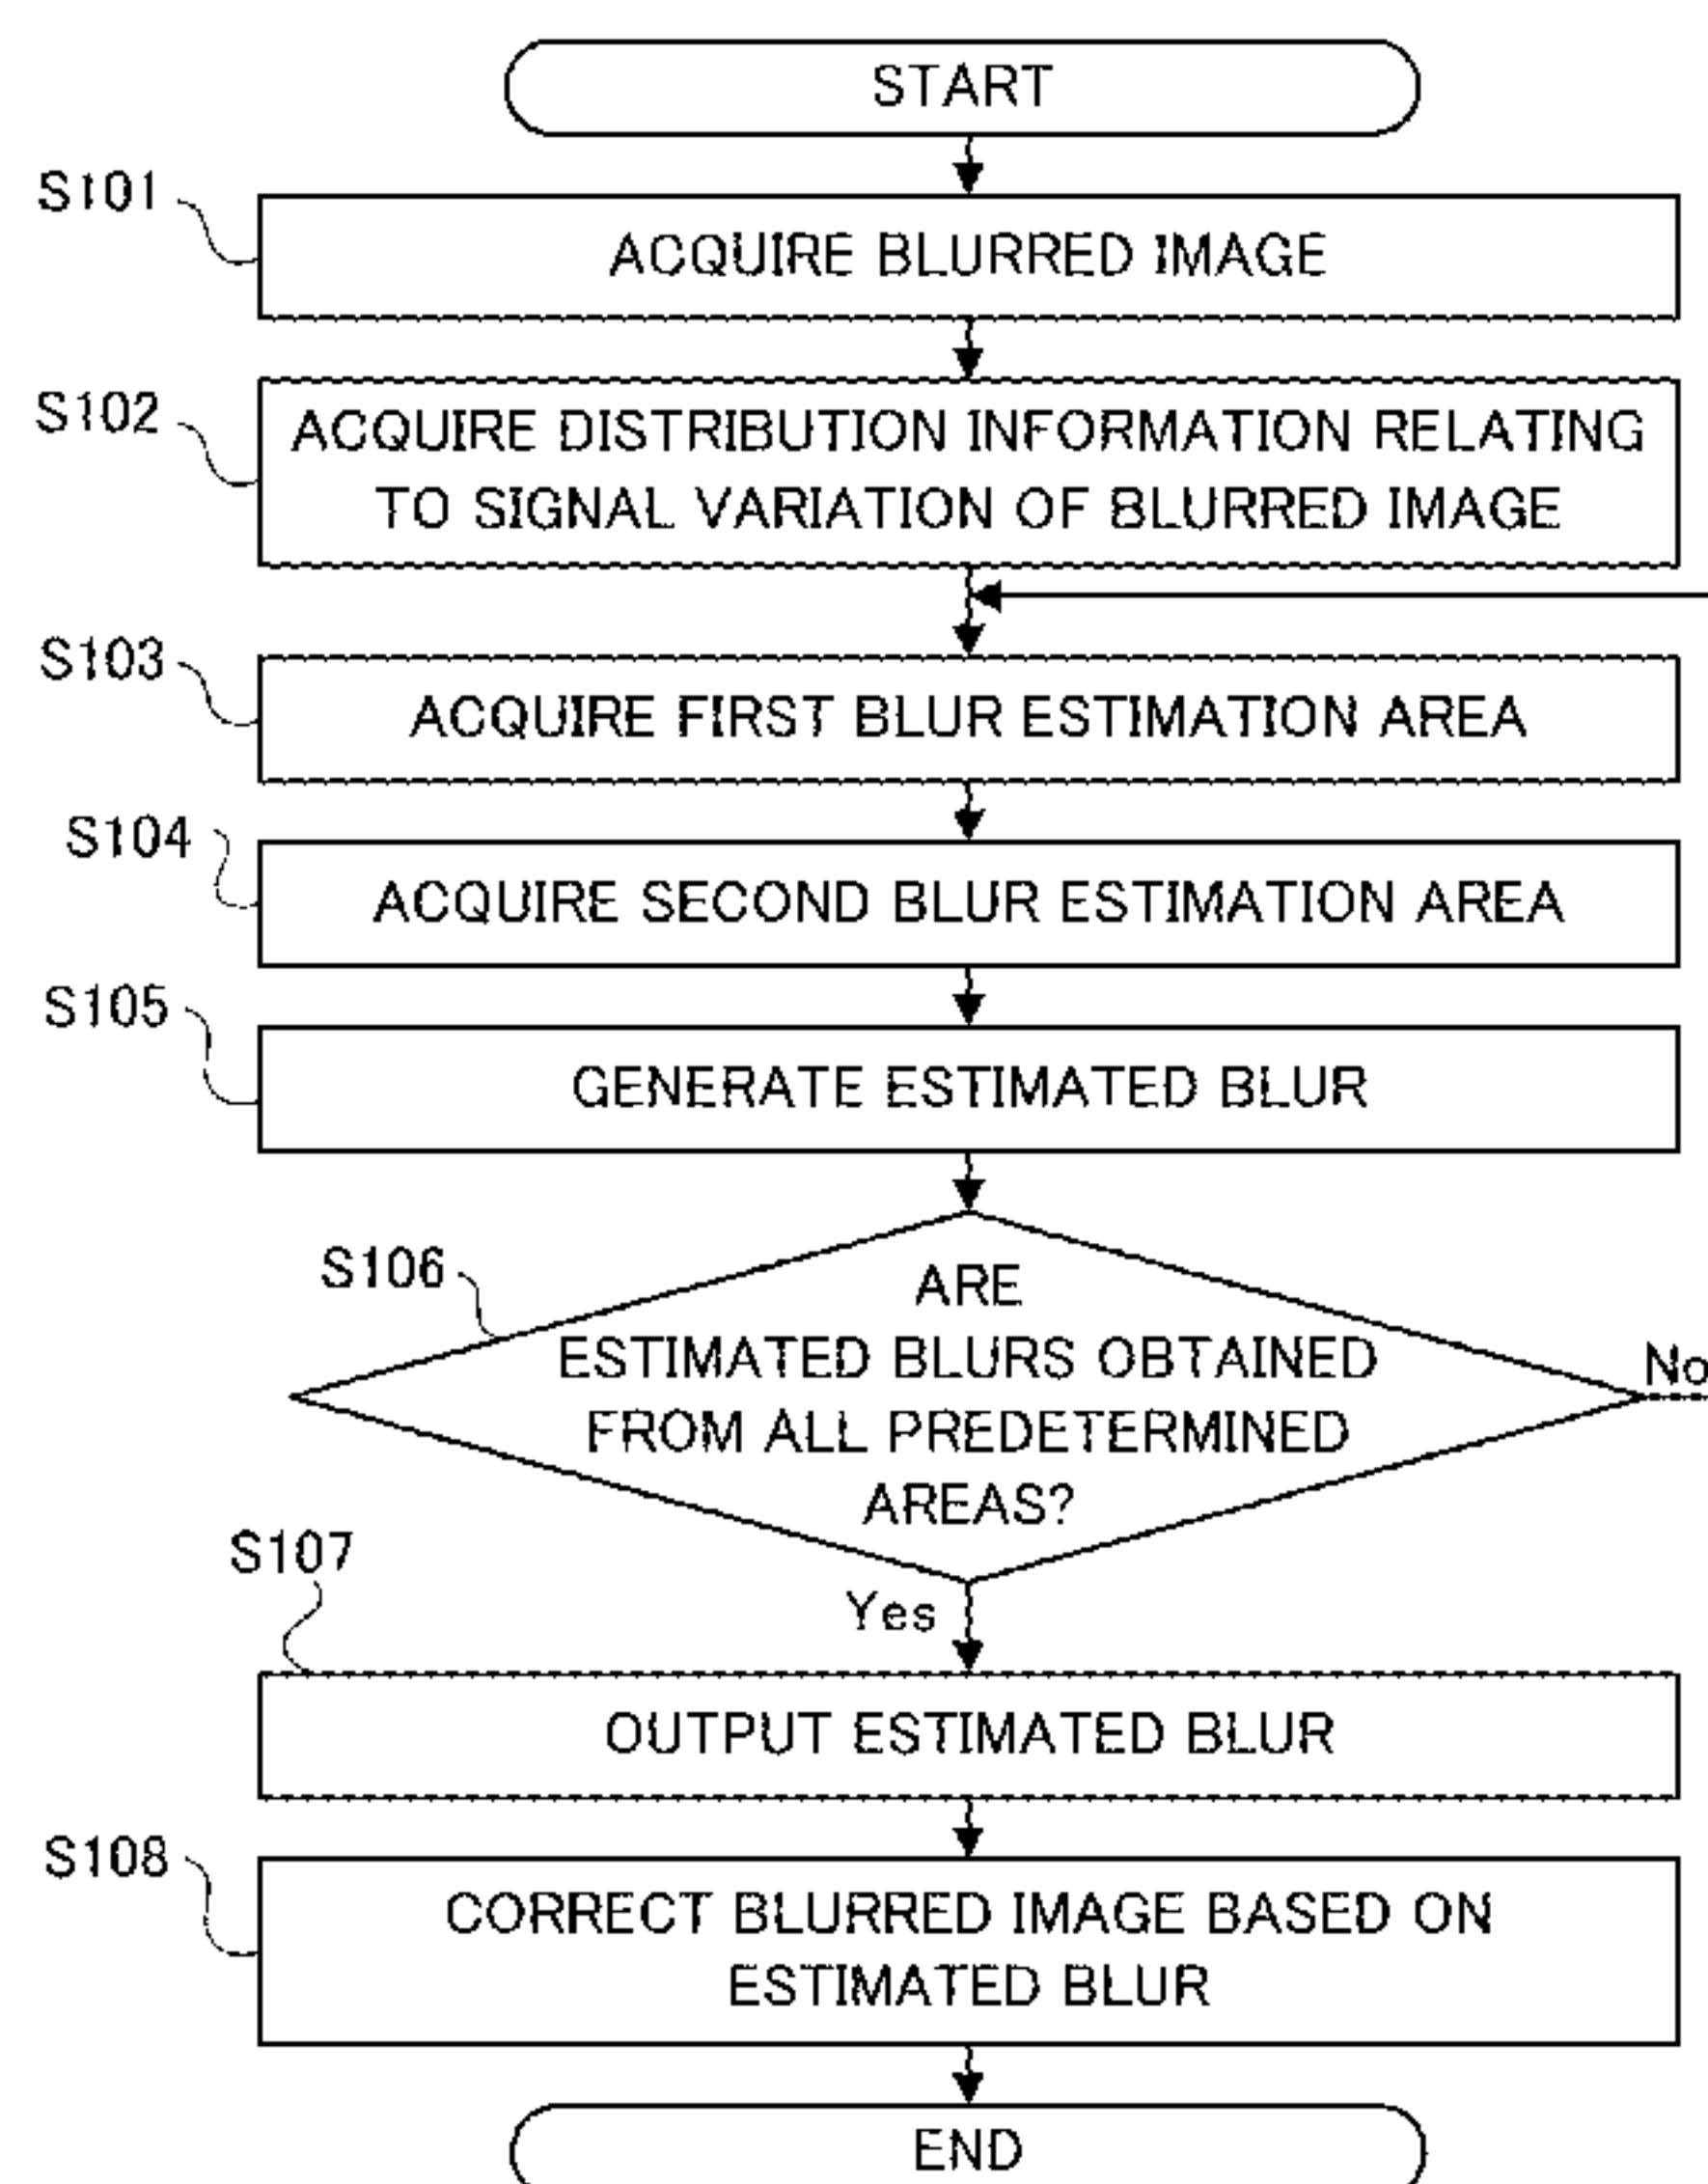 START
S101
ACQUIRE BLURRED IMAGE
S102
ACQUIRE DISTRIBUTION INFORMATION RELATING
TO SIGNAL VARIATION OF BLURRED IMAGE
S103
ACQUIRE FIRST BLUR ESTIMATION AREA
S104
ACQUIRE SECOND BLUR ESTIMATION AREA
S105
GENERATE ESTIMATED BLUR
S106
ARE
ESTIMATED BLURS OBTAINED
FROM ALL PREDETERMINED
AREAS?
No
Yes
S107
OUTPUT ESTIMATED BLUR
S108
CORRECT BLURRED IMAGE BASED ON
ESTIMATED BLUR
END